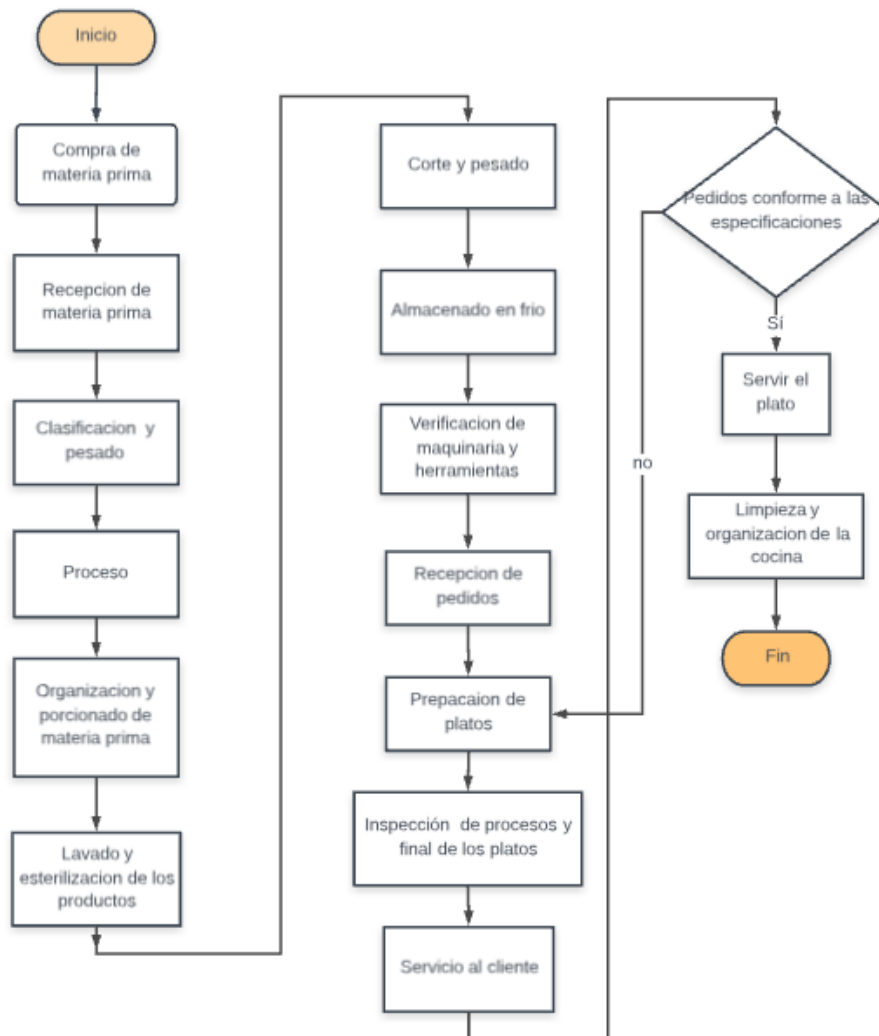 Inicio
Compra de
materia prima
Recepcion de
materia prima
Clasificacion y
pesado
Proceso
Organizacion y
porcionado de
materia prima
Lavado y
esterilizacion de los
productos
Corte y pesado
Almacenado en frio
Verificacion de
maquinaria y
herramientas
Recepcion de
pedidos
Prepacaion de
platos
Inspección de procesos y
final de los platos
Servicio al cliente
Pedidos conforme a las
especificaciones
no
Sí
Servir el
plato
Limpieza y
organizacion de la
cocina
Fin